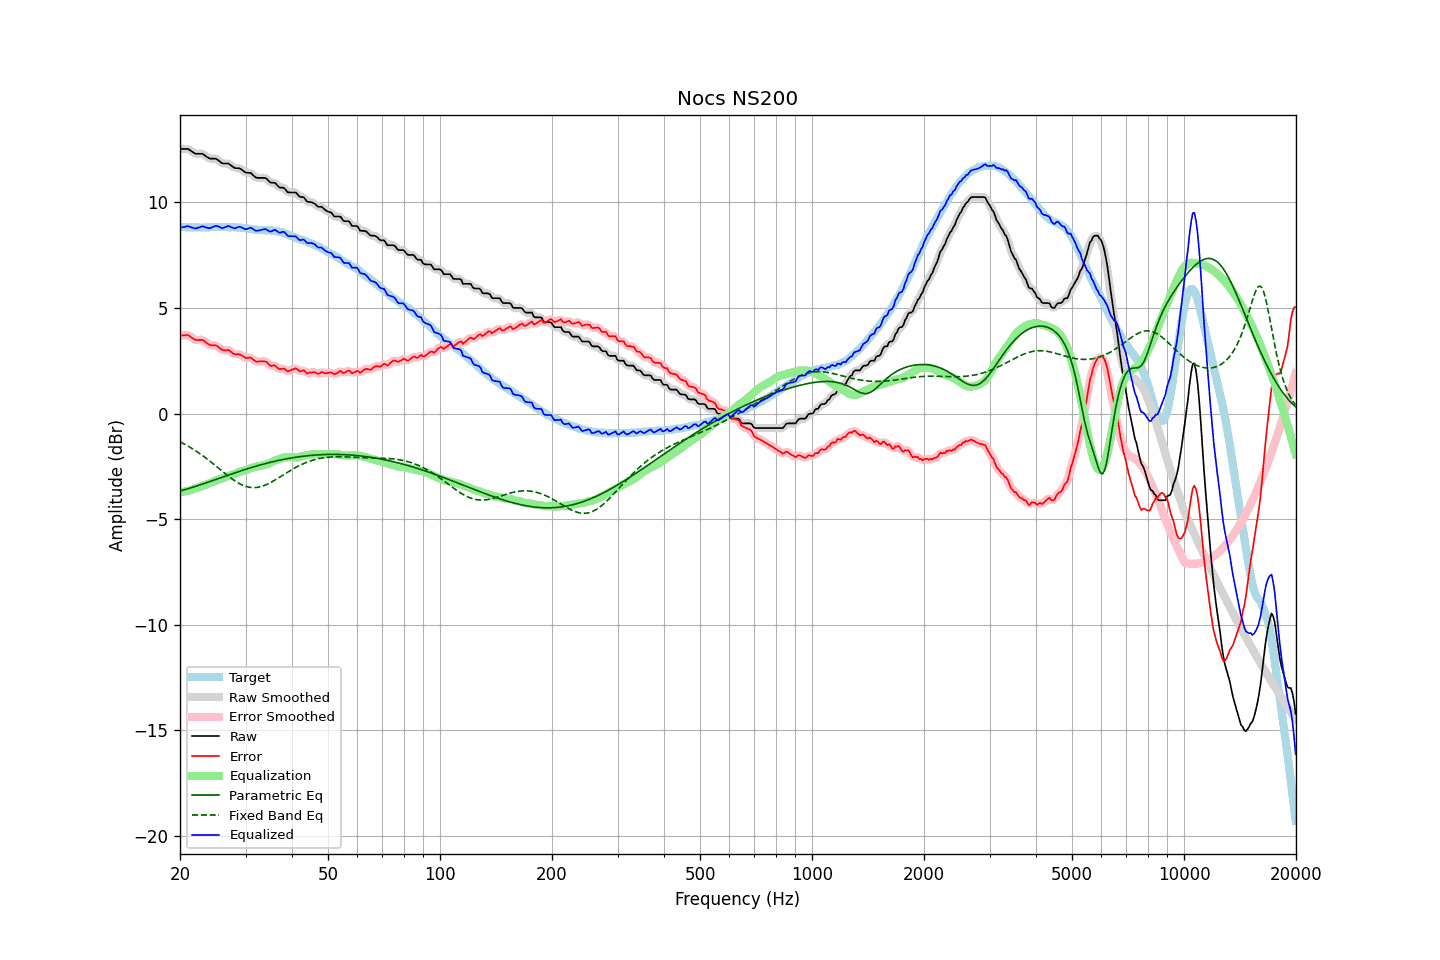 Nocs NS200
Amplitude (dBr)
10
5
0
−5
−10
−15
−20
Target
Raw Smoothed
Error Smoothed
Raw
Error
Equalization
Parametric Eq
Fixed Band Eq
Equalized
20 50 100 200 500 1000 2000 5000 10000 20000
Frequency (Hz)